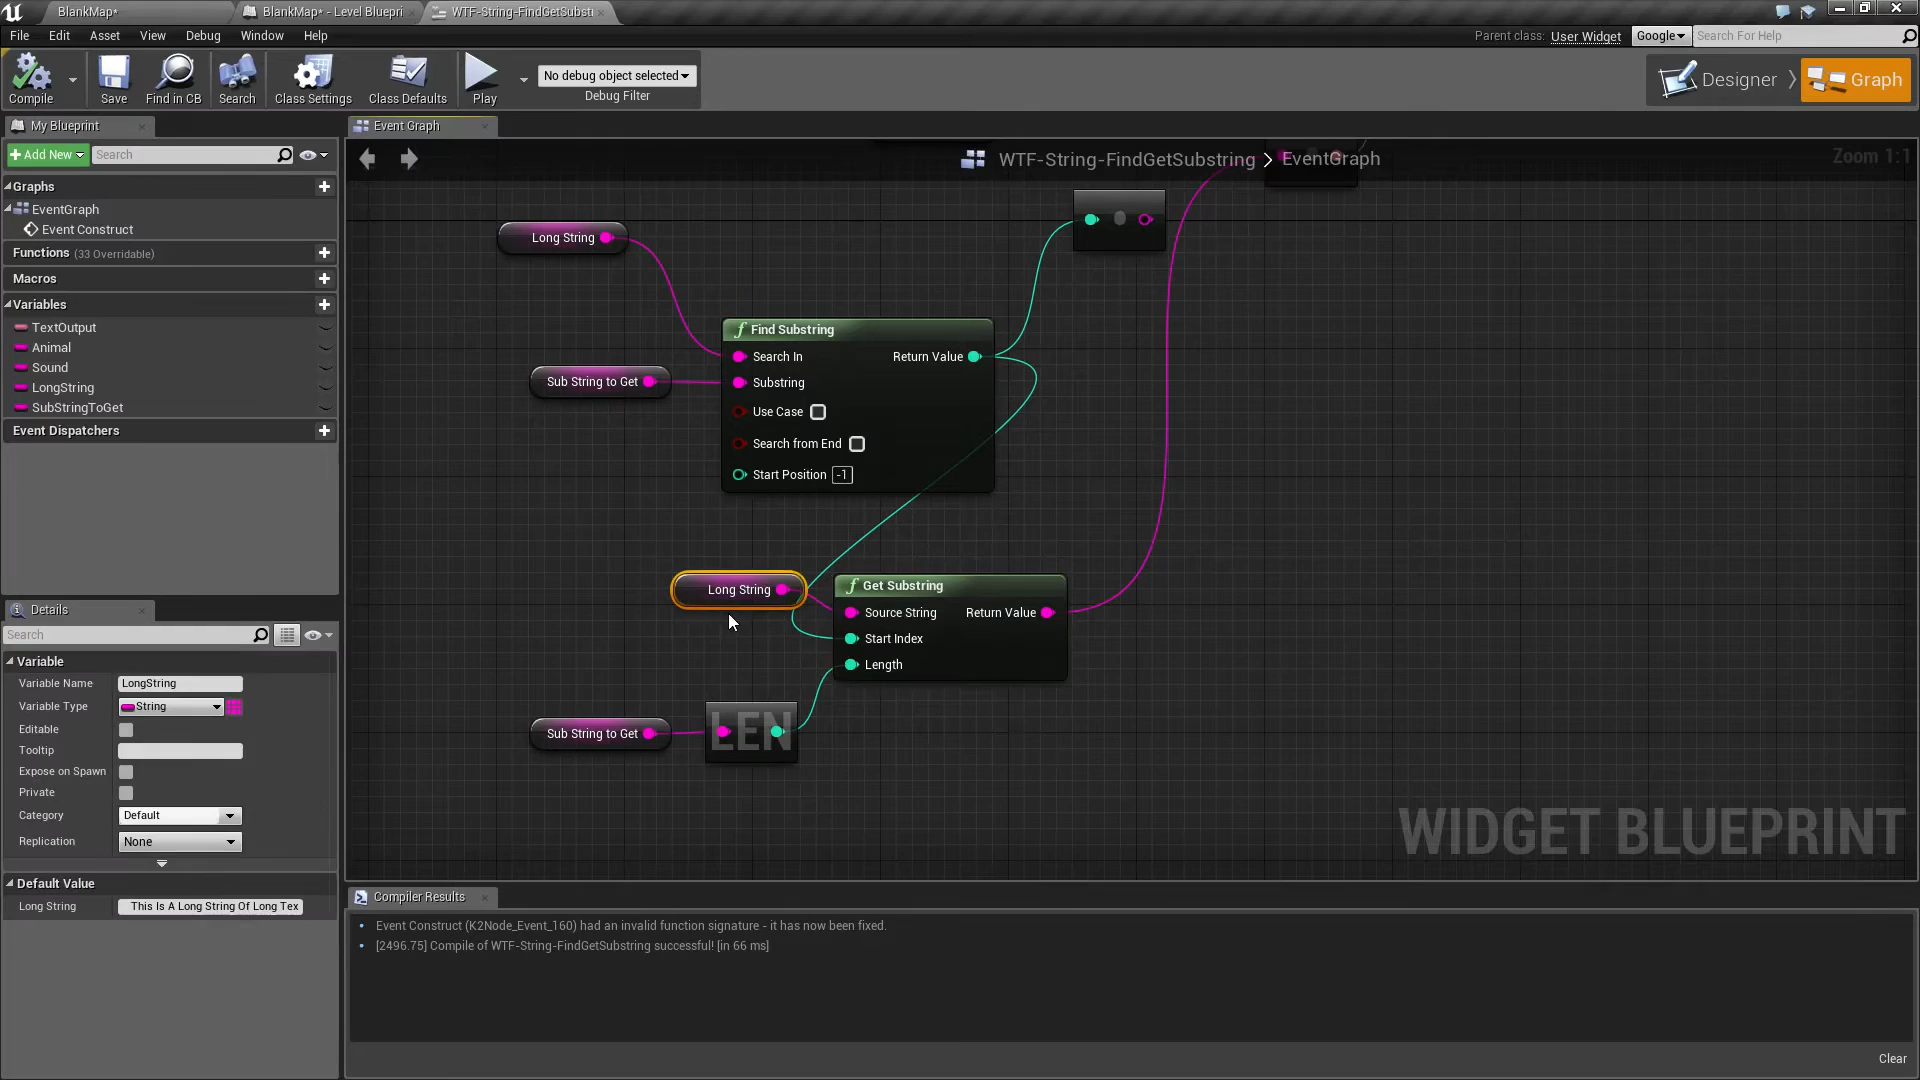 BlankMap*
BlankMap* - Level Bluepri
WTF-String-FindGetSubst
File Edit Asset View Debug Window Help
Parent class: User Widget Google Search For Help
Compile Save Find in CB Search Class Settings Class Defaults Play
No debug object selected
Debug Filter
Designer Graph
My Blueprint
Add New Search
Graphs
EventGraph
Event Construct
Functions (33 Overridable)
Macros
Variables
TextOutput
Animal
Sound
LongString
SubStringToGet
Event Dispatchers
Details
Search
Variable
Variable Name LongString
Variable Type String
Editable
Tooltip
Expose on Spawn
Private
Category Default
Replication None
Default Value
Long String This Is A Long String Of Long Tex
Event Graph
WTF-String-FindGetSubstring > EventGraph
Zoom 1:1
Long String
Find Substring
Search In Return Value
Sub String to Get
Substring
Use Case
Search from End
Start Position -1
Long String
Get Substring
Source String Return Value
Start Index
Length
Sub String to Get
LEN
WIDGET BLUEPRINT
Compiler Results
Event Construct (K2Node_Event_160) had an invalid function signature - it has now been fixed.
[2496.75] Compile of WTF-String-FindGetSubstring successful! [in 66 ms]
Clear